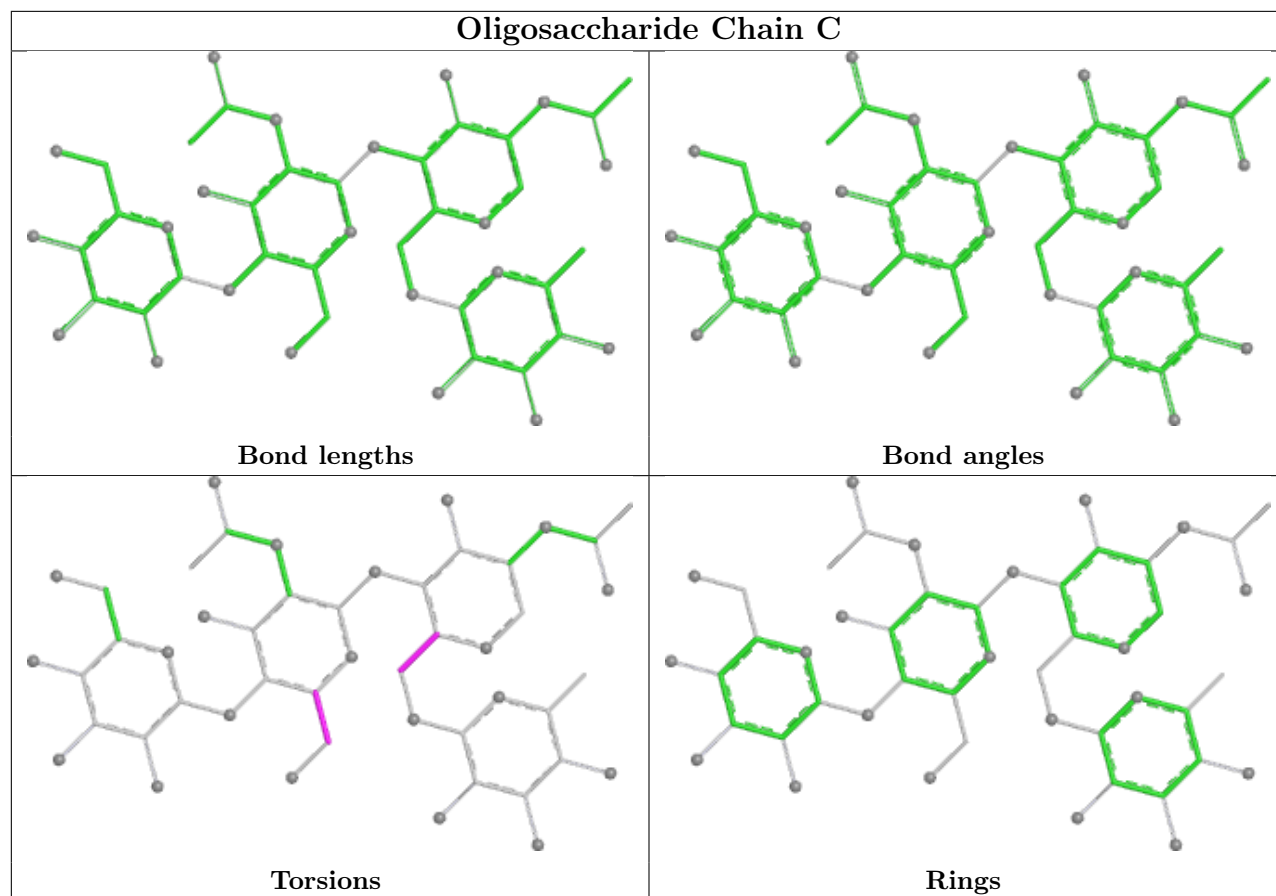 Oligosaccharide Chain C
Bond lengths
Bond angles
Torsions
Rings